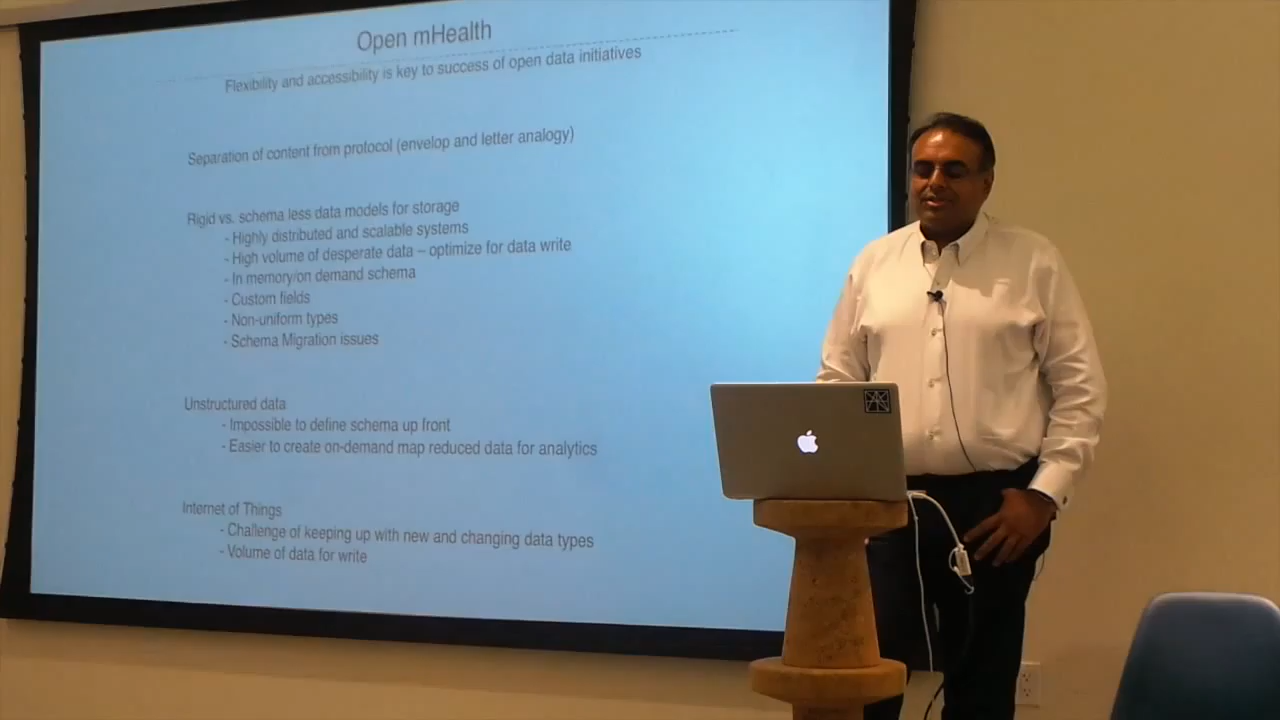 Open mHealth
Flexibility and accessibility is key to success of open data initiatives
Separation of content from protocol (envelop and letter analogy)
Rigid vs. schema less data models for storage
- Highly distributed and scalable systems
- High volume of desperate data – optimize for data write
- In memory/on demand schema
- Custom fields
- Non-uniform types
- Schema Migration issues
Unstructured data
- Impossible to define schema up front
- Easier to create on-demand map reduced data for analytics
Internet of Things
- Challenge of keeping up with new and changing data types
- Volume of data for write